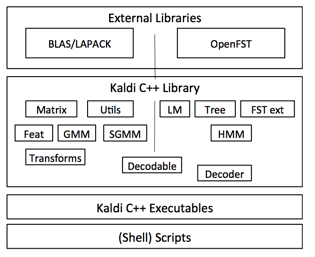 External Libraries
BLAS/LAPACK OpenFST
Kaldi C++ Library
Matrix Utils LM Tree FST ext
Feat GMM SGMM HMM
Transforms Decodable Decoder
Kaldi C++ Executables
(Shell) Scripts